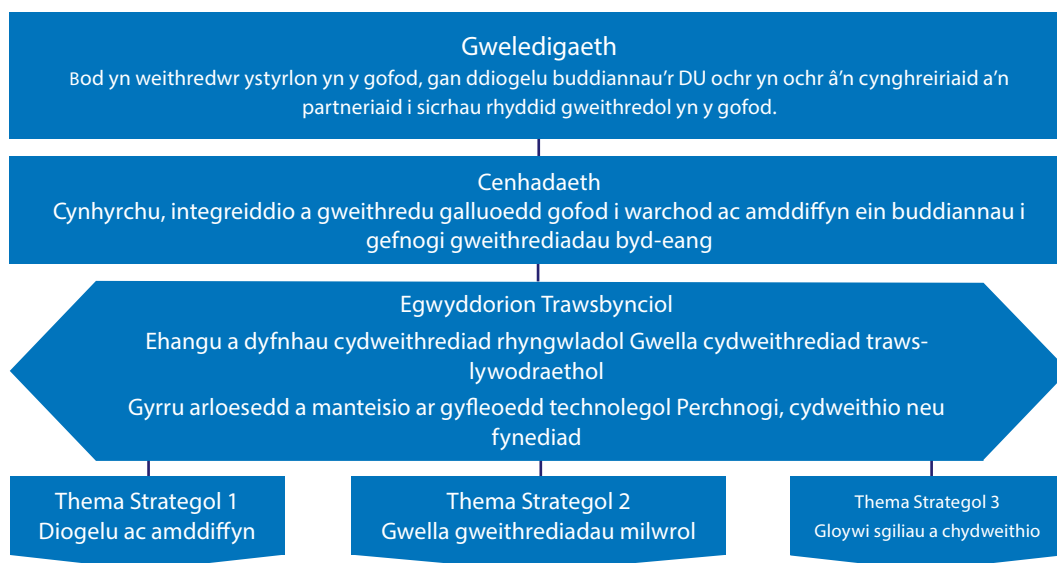 Gweledigaeth
Bod yn weithredwr ystyrlon yn y gofod, gan ddiogelu buddiannau'r DU ochr yn ochr â'n cynghreiriaid a'n
partneriaid i sicrhau rhyddid gweithredol yn y gofod.
Cenhadaeth
Cynhyrchu, integreiddio a gweithredu galluoedd gofod i warchod ac amddiffyn ein buddiannau i
gefnogi gweithrediadau byd-eang
Egwyddorion Trawsbynciol
Ehangu a dyfnhau cydweithrediad rhyngwladol Gwella cydweithrediad traws-
lywodraethol
Gyrru arloesedd a manteisio ar gyfleoedd technolegol Perchnogi, cydweithio neu
fynediad
Thema Strategol 1
Diogelu ac amddiffyn
Thema Strategol 2
Gwella gweithrediadau milwrol
Thema Strategol 3
Gloywi sgiliau a chydweithio